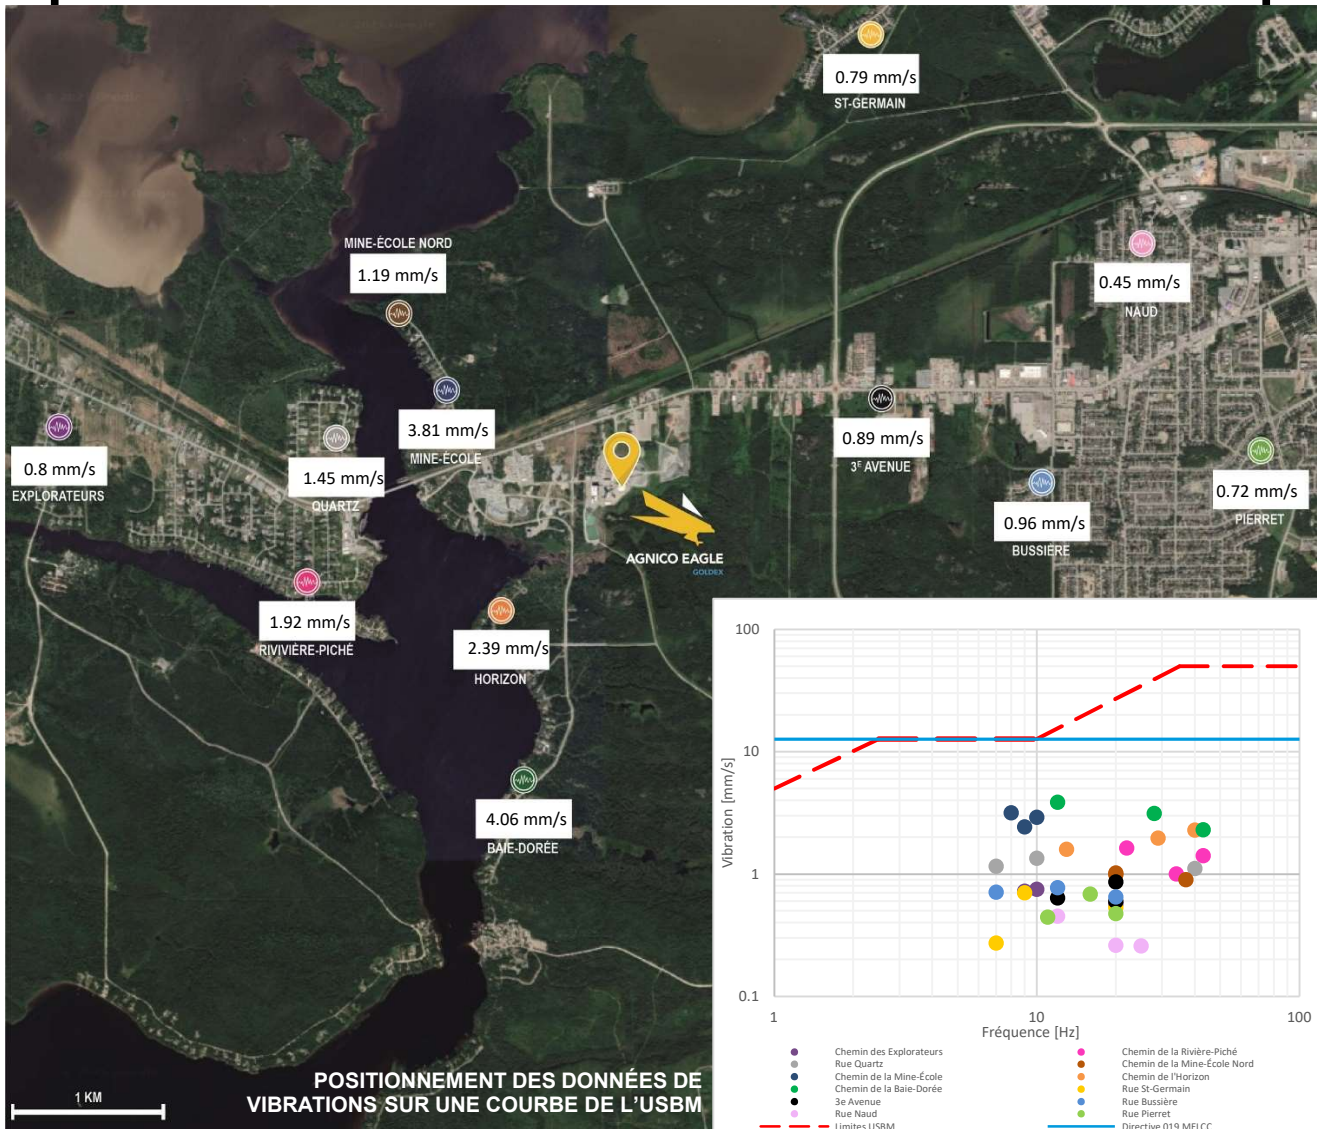 0.79 mm/s
ST-GERMAIN
MINE-ÉCOLE NORD
1.19 mm/s
0.45 mm/s
NAUD
3.81 mm/s
MINE-ÉCOLE
0.8 mm/s
EXPLORATEURS
1.45 mm/s
QUARTZ
0.89 mm/s
3E AVENUE
0.96 mm/s
BUSSIÈRE
0.72 mm/s
PIERRET
AGNICO EAGLE
GOLDEX
1.92 mm/s
RIVIVIÈRE-PICHÉ
2.39 mm/s
HORIZON
4.06 mm/s
BAIE-DORÉE
100
10
1
0.1
Vibration [mm/s]
1
10
100
Fréquence [Hz]
Chemin des Explorateurs
Chemin de la Rivière-Piché
Rue Quartz
Chemin de la Mine-École Nord
Chemin de la Mine-École
Chemin de l'Horizon
Chemin de la Baie-Dorée
Rue St-Germain
3e Avenue
Rue Bussière
Rue Naud
Rue Pierret
Limites USBM
Directive 019 MELCC
POSITIONNEMENT DES DONNÉES DE
VIBRATIONS SUR UNE COURBE DE L'USBM
1 KM